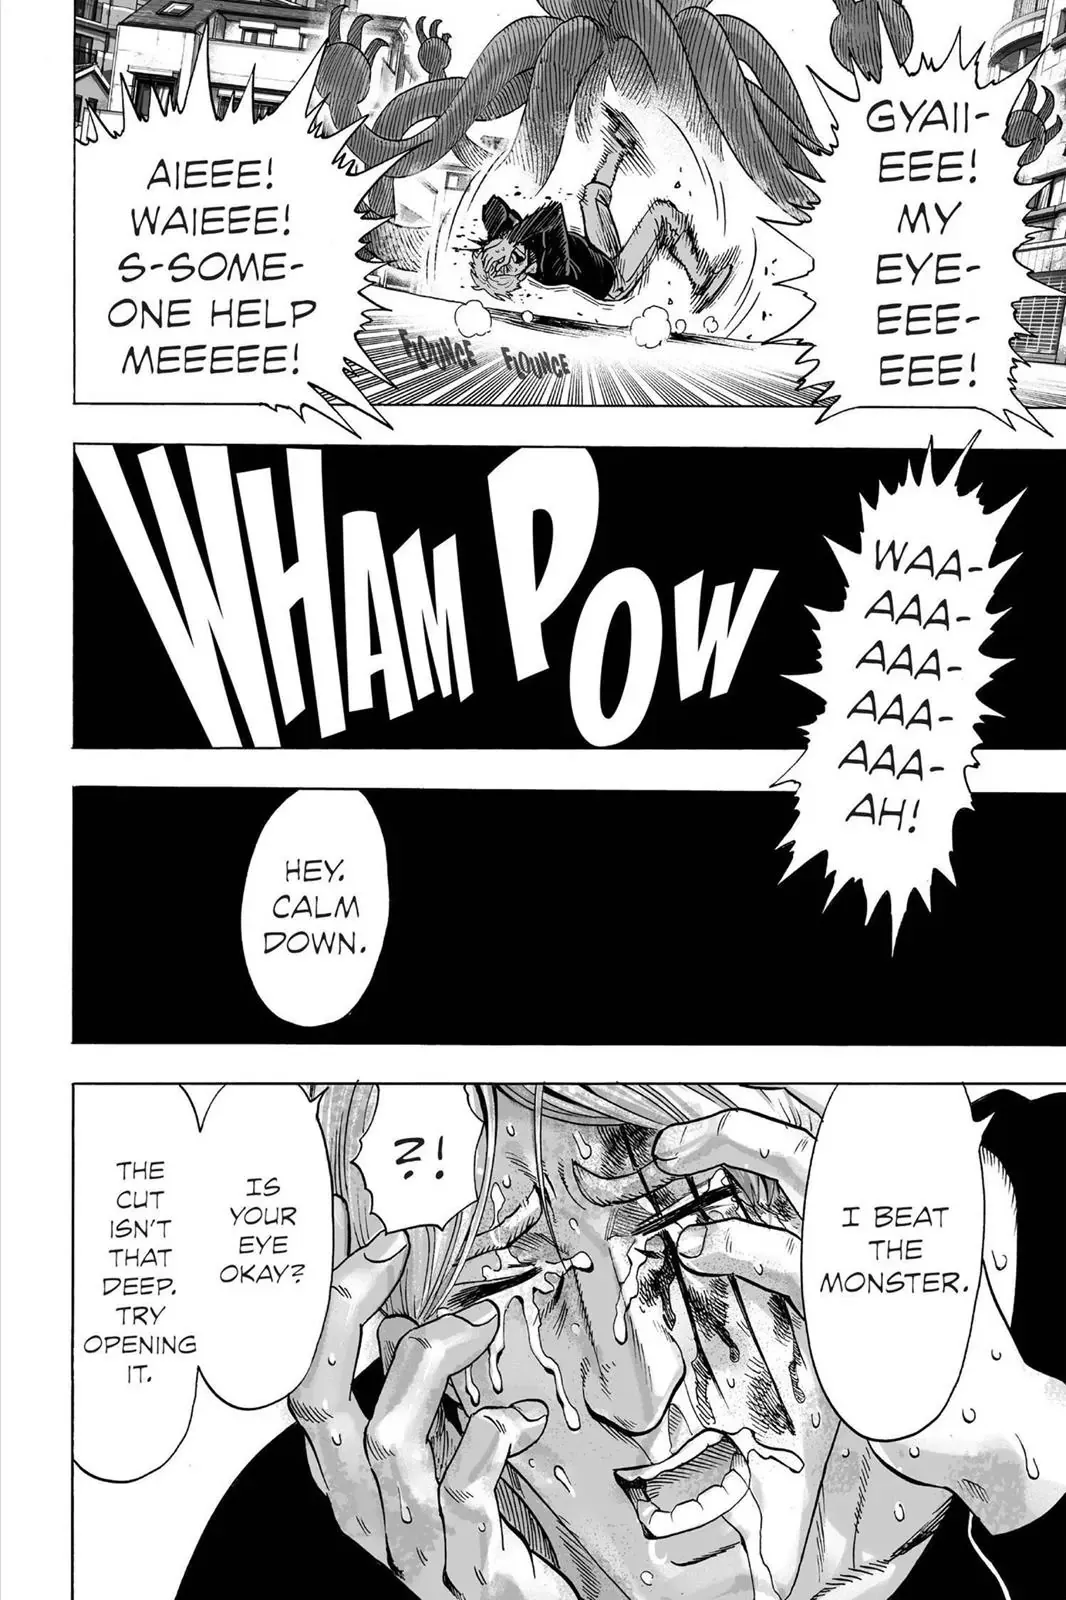 GYAII-
EEE!
MY
EYE-
EEE-
EEE!
AIEEE!
WAIEEE!
S-SOME-
ONE HELP
MEEEEE!
FLOUNCE
FLOUNCE
WAA-
AAA-
AAA-
AAA-
AAA-
AH!
WHAM POW
HEY.
CALM
DOWN.
I BEAT
THE
MONSTER.
?!
IS
YOUR
EYE
OKAY?
THE
CUT
ISN'T
THAT
DEEP.
TRY
OPENING
IT.